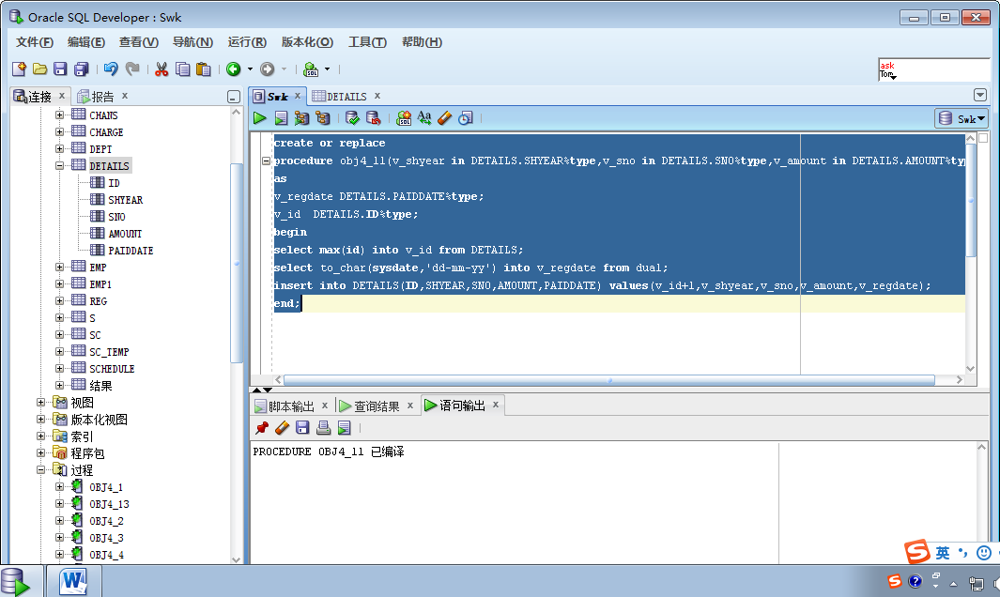 Oracle SQL Developer : Swk
文件(F) 编辑(E) 查看(V) 导航(N) 运行(R) 版本化(O) 工具(T) 帮助(H)
ask
Tom
连接 x 报告 x
Swk x DETAILS x
Swk
CHANS
CHARGE
DEPT
DETAILS
ID
SHYEAR
SNO
AMOUNT
PAIDDATE
EMP
EMP1
REG
S
SC
SC_TEMP
SCHEDULE
结果
视图
版本化视图
索引
程序包
过程
OBJ4_1
OBJ4_13
OBJ4_2
OBJ4_3
OBJ4_4
create or replace
procedure obj4_11(v_shyear in DETAILS.SHYEAR%type,v_sno in DETAILS.SNO%type,v_amount in DETAILS.AMOUNT%ty
as
v_regdate DETAILS.PAIDDATE%type;
v_id  DETAILS.ID%type;
begin
select max(id) into v_id from DETAILS;
select to_char(sysdate,'dd-mm-yy') into v_regdate from dual;
insert into DETAILS(ID,SHYEAR,SNO,AMOUNT,PAIDDATE) values(v_id+1,v_shyear,v_sno,v_amount,v_regdate);
end;
脚本输出 x 查询结果 x 语句输出 x
PROCEDURE OBJ4_11 已编译
英